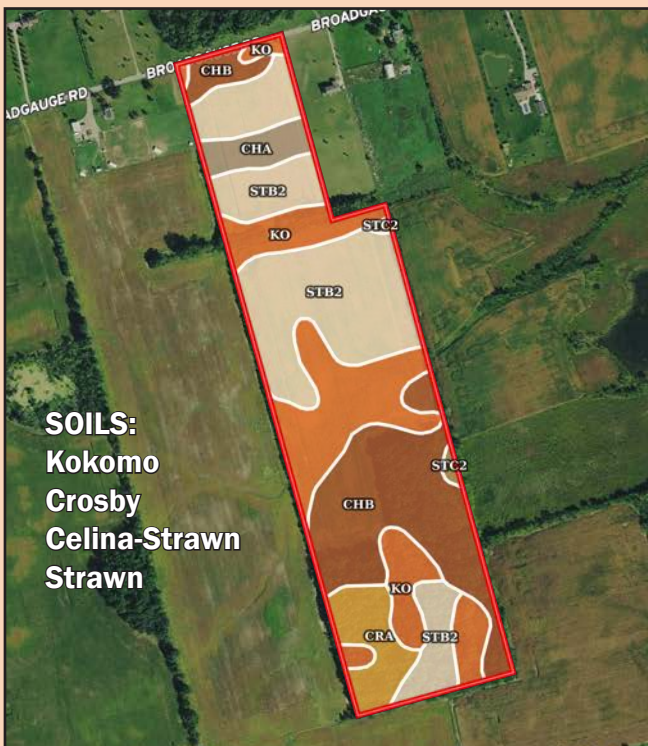 BROADGAUGE
BRO
RD
ADGAUGE RD
KO
CHB
CHA
STB2
STC2
KO
STB2
SOILS:
Kokomo
Crosby
Celina-Strawn
Strawn
STC2
CHB
KO
CRA
STB2